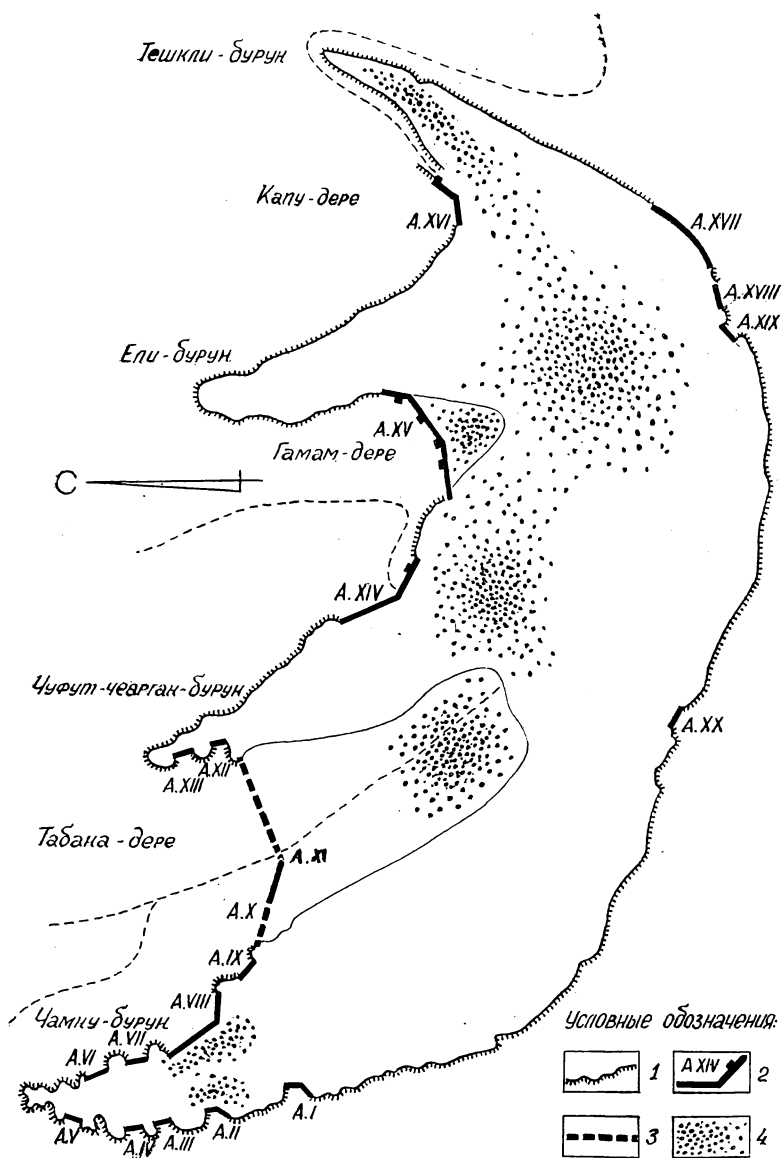 Тешкли-бурун
Капу-дере
А.XVI
А.XVII
А.XVIII
А.XIX
Ели-бурун
А.XV
Гамам-дере
С
А.XIV
Чуфут-чеарган-бурун
А.XX
А.XII
А.XIII
Табана-дере
А.XI
А.X
А.IX
А.VIII
Чамну-бурун
А.VII
А.VI
А.V
А.IV
А.III
А.II
А.I
Условные обозначения:
1
А XIV
2
3
4